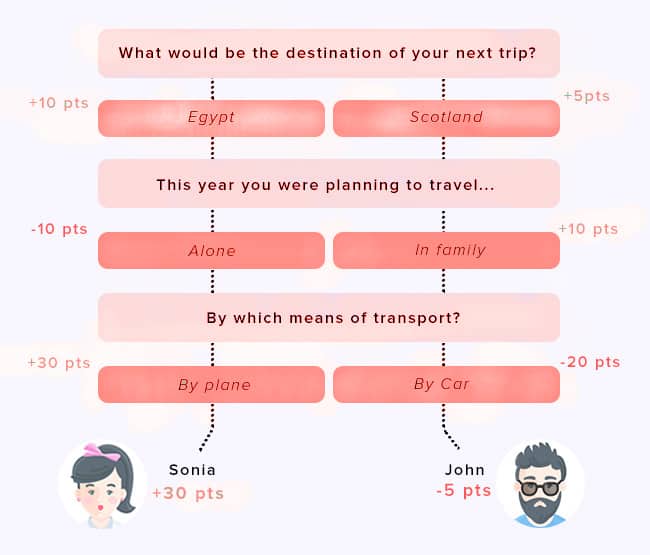 What would be the destination of your next trip?
+10 pts
Egypt
Scotland
+5pts
This year you were planning to travel...
-10 pts
Alone
In family
+10 pts
By which means of transport?
+30 pts
By plane
By Car
-20 pts
Sonia
+30 pts
John
-5 pts